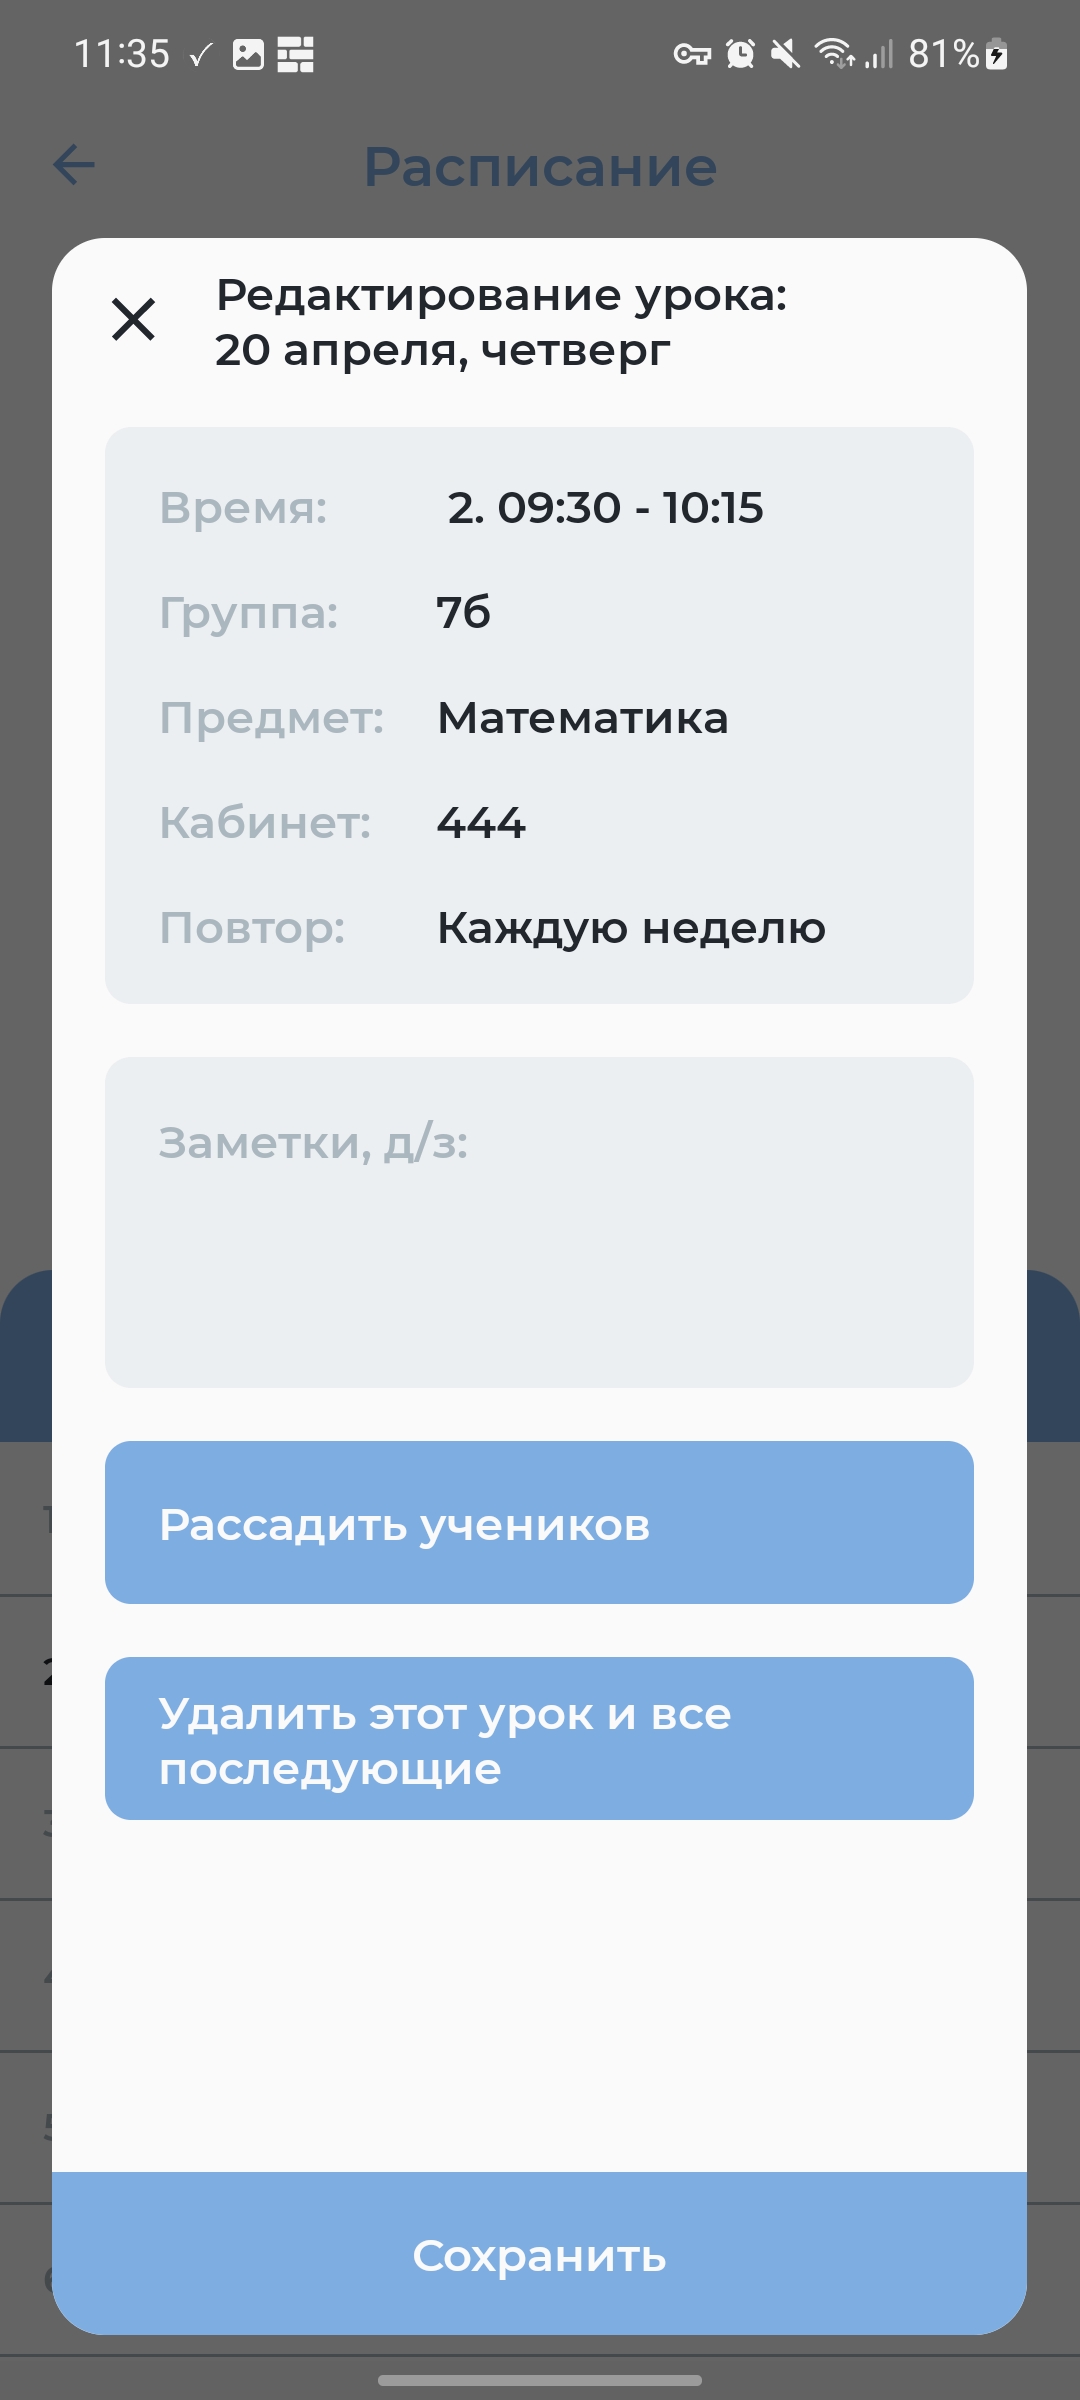 11:35 81%
Расписание
Редактирование урока:
20 апреля, четверг
Время: 2. 09:30 - 10:15
Группа: 7б
Предмет: Математика
Кабинет: 444
Повтор: Каждую неделю
Заметки, д/з:
Рассадить учеников
Удалить этот урок и все
последующие
Сохранить